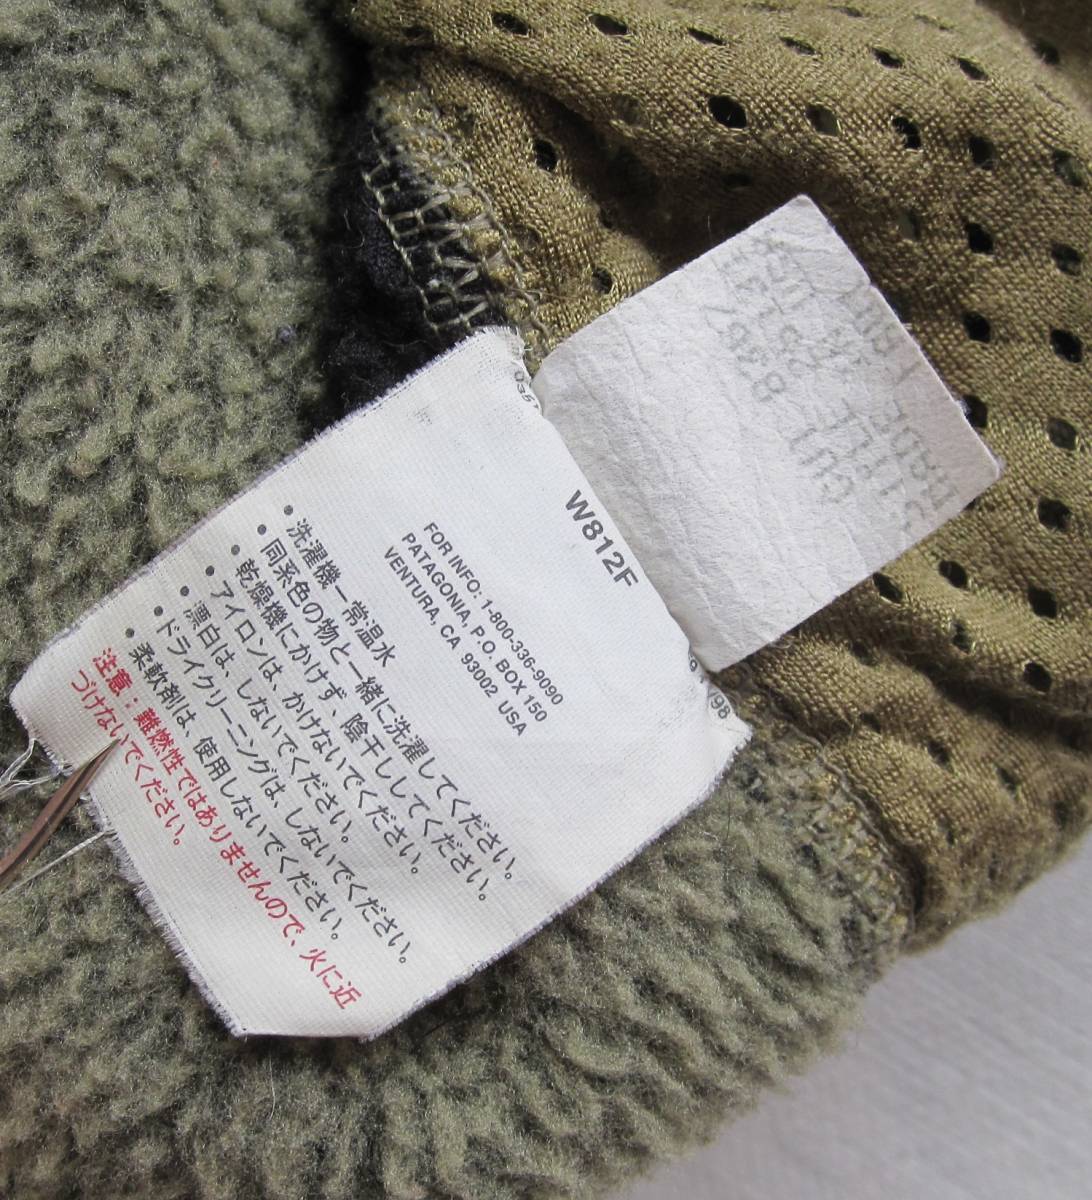 W812F
FOR INFO: 1-800-336-9090
PATAGONIA, P.O. BOX 150
VENTURA, CA 93002 USA
• 洗濯機ー常温水
• 同系色の物と一緒に洗濯してください。
• 乾燥機にかけず、陰干ししてください。
• アイロンは、かけないでください。
• 漂白は、しないでください。
• ドライクリーニングは、しないでください。
• 柔軟剤は、使用しないでください。
注意:難燃性ではありませんので、火に近
づけないでください。